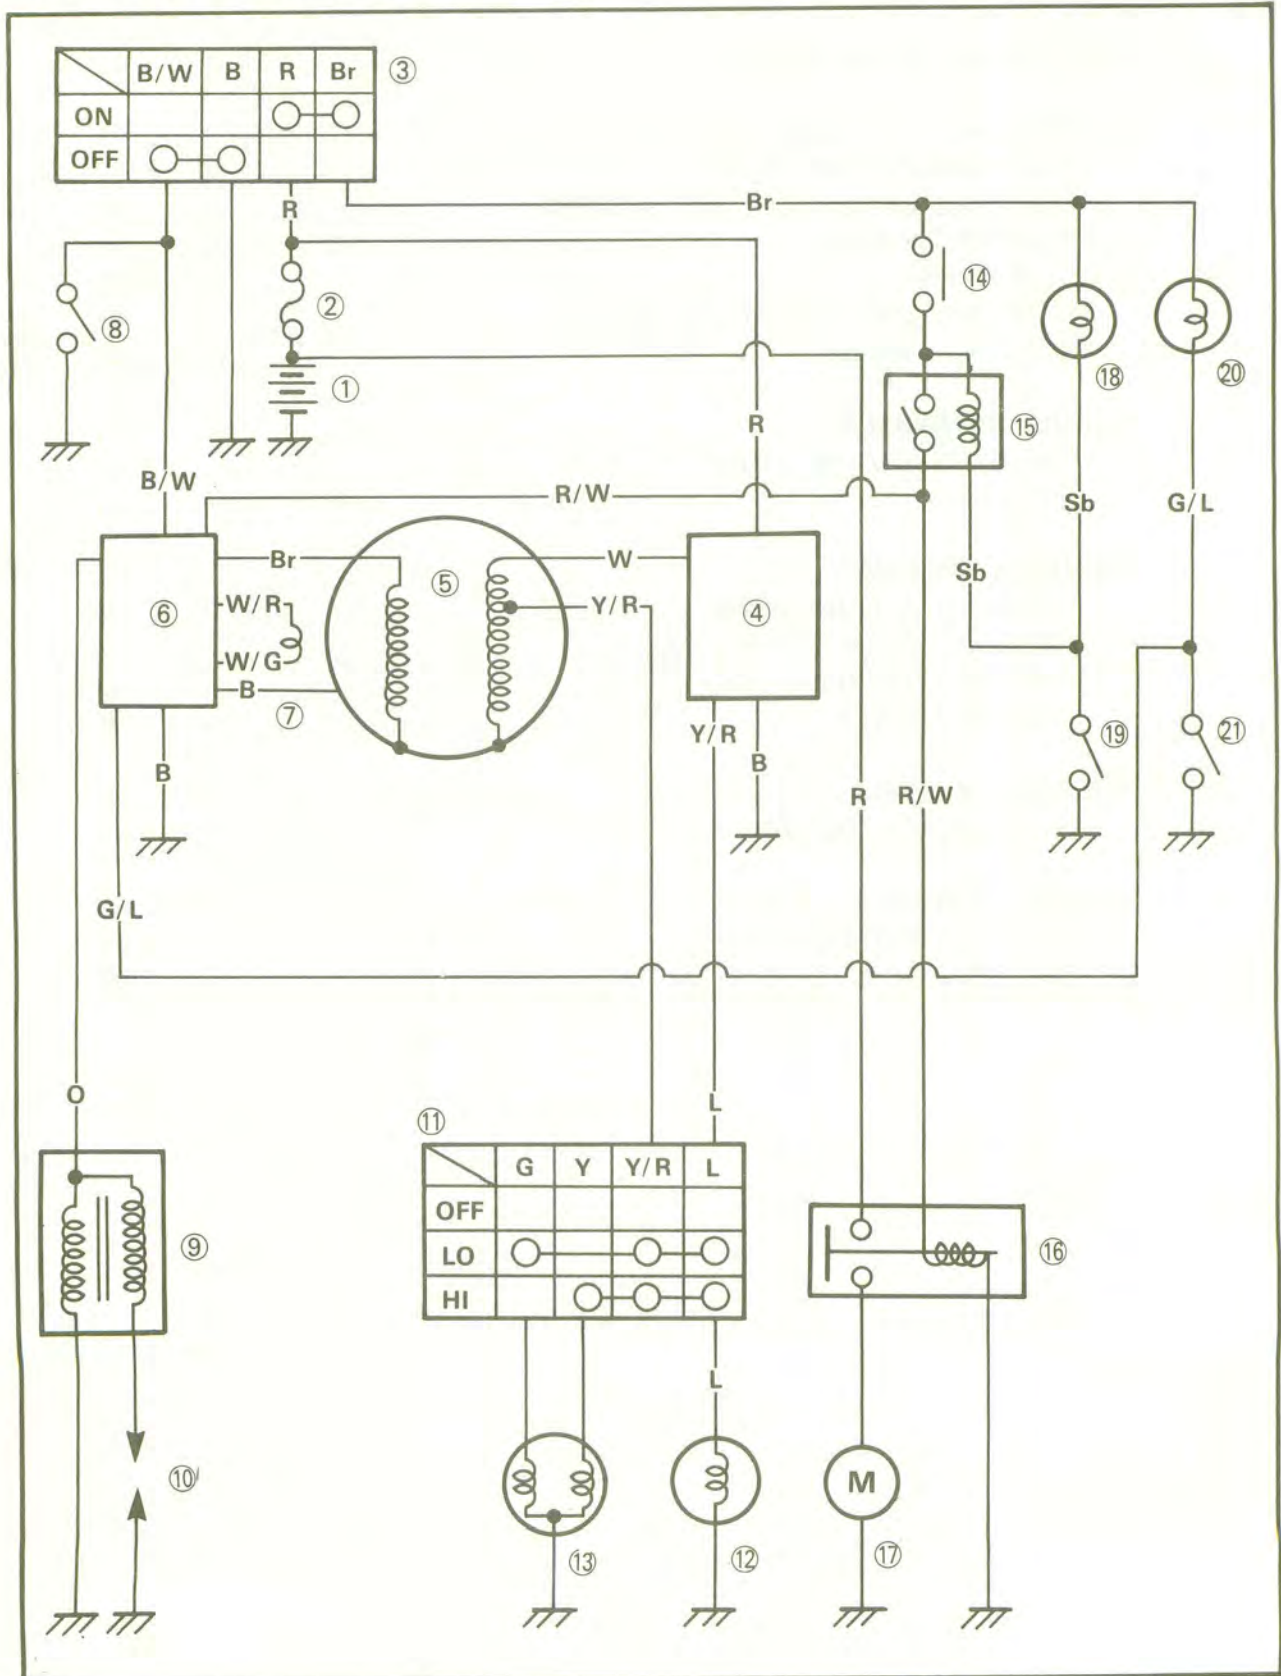 B/W B R Br ③
ON
OFF
R
Br
⑧
②
⑭
①
⑱
⑳
R
⑮
B/W
R/W
Sb
G/L
Br
⑤
W
Sb
⑥
W/R
Y/R
④
W/G
B
⑦
Y/R
⑲
㉑
B
B
R
R/W
G/L
O
L
⑪
G Y Y/R L
OFF
LO
HI
⑨
⑯
L
⑩
M
⑬
⑫
⑰